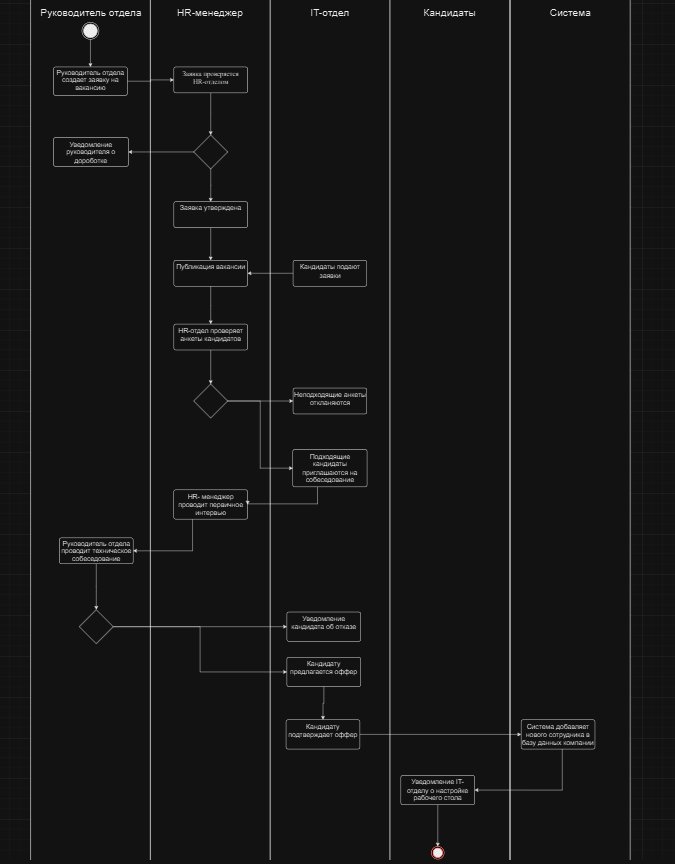 Руководитель отдела
HR-менеджер
IT-отдел
Кандидаты
Система
Руководитель отдела
создает заявку на
вакансию
Заявка проверяется
HR-отделом
Уведомление
руководителя о
доработке
Заявка утверждена
Публикация вакансии
Кандидаты подают
заявки
HR-отдел проверяет
анкеты кандидатов
Неподходящие анкеты
откланяются
Подходящие
кандидаты
приглашаются на
собеседование
HR- менеджер
проводит первичное
интервью
Руководитель отдела
проводит техническое
собеседование
Уведомление
кандидата об отказе
Кандидату
предлагается оффер
Кандидату
подтверждает оффер
Система добавляет
нового сотрудника в
базу данных компании
Уведомление IT-
отделу о настройке
рабочего стола